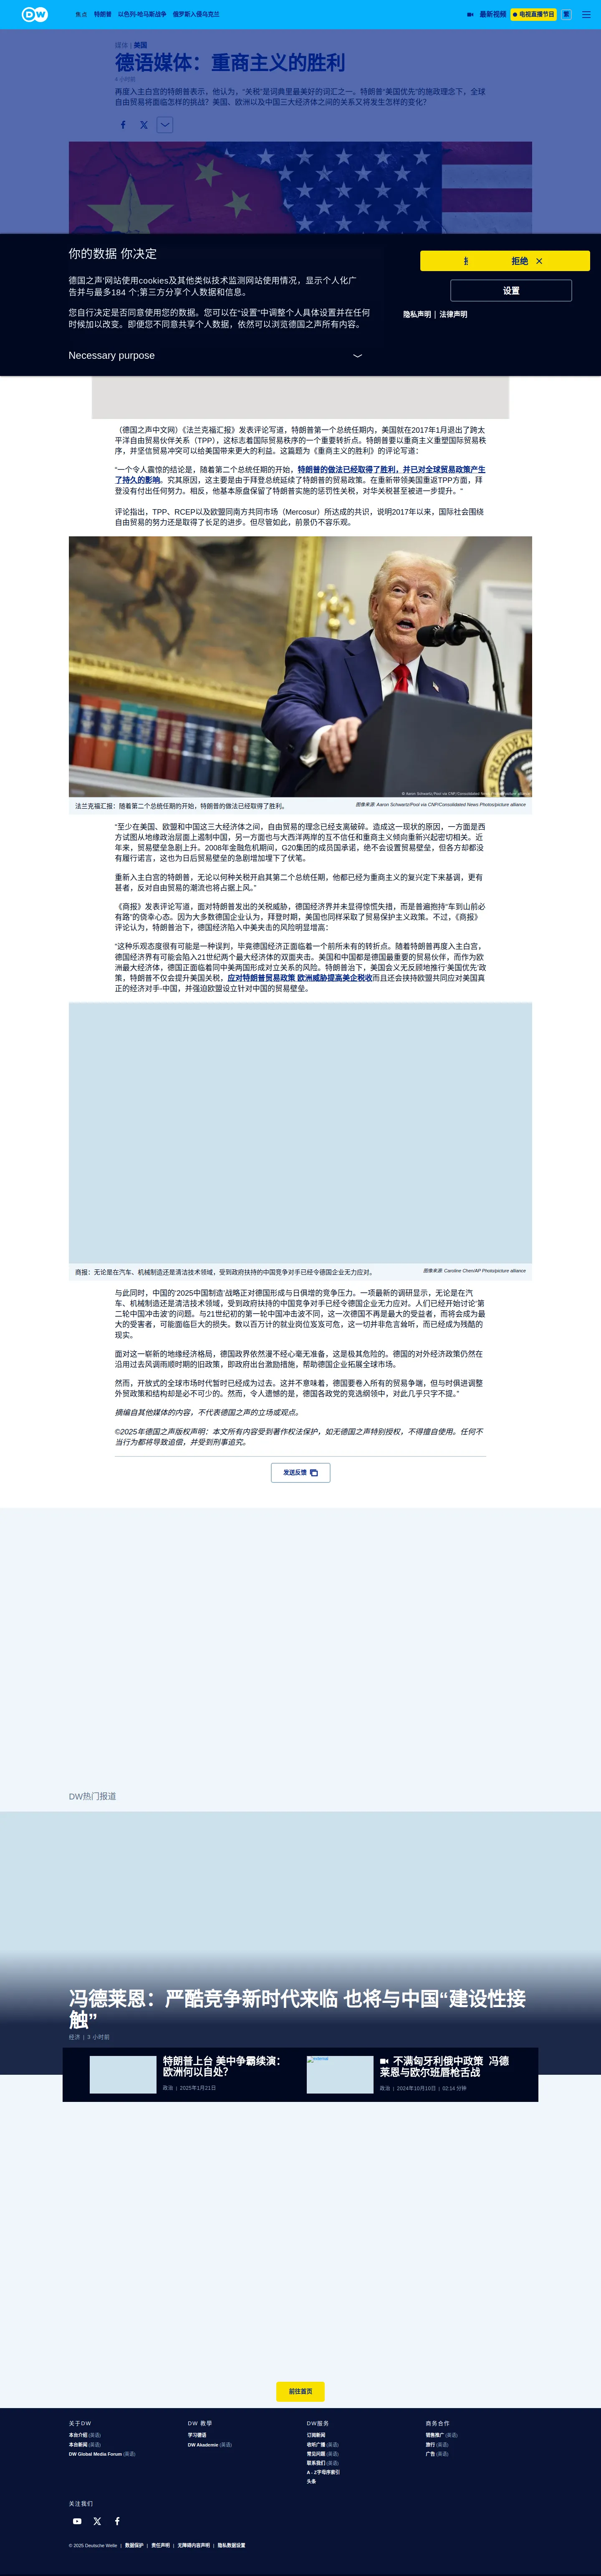 DW
焦点 特朗普 以色列-哈马斯战争 俄罗斯入侵乌克兰
最新视频 电视直播节目 繁
媒体 | 美国
德语媒体：重商主义的胜利
4 小时前
再度入主白宫的特朗普表示，他认为，“关税”是词典里最美好的词汇之一。特朗普“美国优先”的施政理念下，全球
自由贸易将面临怎样的挑战？美国、欧洲以及中国三大经济体之间的关系又将发生怎样的变化？
你的数据 你决定
拒绝
德国之声'网站使用cookies及其他类似技术监测网站使用情况，显示个人化广
告并与最多184 个;第三方分享个人数据和信息。
设置
您自行决定是否同意使用您的数据。您可以在"设置"中调整个人具体设置并在任何
时候加以改变。即便您不同意共享个人数据，依然可以浏览德国之声所有内容。
隐私声明 | 法律声明
Necessary purpose
（德国之声中文网）《法兰克福汇报》发表评论写道，特朗普第一个总统任期内，美国就在2017年1月退出了跨太
平洋自由贸易伙伴关系（TPP），这标志着国际贸易秩序的一个重要转折点。特朗普要以重商主义重塑国际贸易秩
序，并坚信贸易冲突可以给美国带来更大的利益。这篇题为《重商主义的胜利》的评论写道：
“一个令人震惊的结论是，随着第二个总统任期的开始，特朗普的做法已经取得了胜利，并已对全球贸易政策产生
了持久的影响。究其原因，这主要是由于拜登总统延续了特朗普的贸易政策。在重新带领美国重返TPP方面，拜
登没有付出任何努力。相反，他基本原盘保留了特朗普实施的惩罚性关税，对华关税甚至被进一步提升。“
评论指出，TPP、RCEP以及欧盟同南方共同市场（Mercosur）所达成的共识，说明2017年以来，国际社会围绕
自由贸易的努力还是取得了长足的进步。但尽管如此，前景仍不容乐观。
© Aaron Schwartz/Pool via CNP/Consolidated News Photos/picture alliance
法兰克福汇报：随着第二个总统任期的开始，特朗普的做法已经取得了胜利。
图像来源: Aaron Schwartz/Pool via CNP/Consolidated News Photos/picture alliance
“至少在美国、欧盟和中国这三大经济体之间，自由贸易的理念已经支离破碎。造成这一现状的原因，一方面是西
方试图从地缘政治层面上遏制中国，另一方面也与大西洋两岸的互不信任和重商主义倾向重新兴起密切相关。近
年来，贸易壁垒急剧上升。2008年金融危机期间，G20集团的成员国承诺，绝不会设置贸易壁垒，但各方却都没
有履行诺言，这也为日后贸易壁垒的急剧增加埋下了伏笔。
重新入主白宫的特朗普，无论以何种关税开启其第二个总统任期，他都已经为重商主义的复兴定下来基调，更有
甚者，反对自由贸易的潮流也将占据上风。”
《商报》发表评论写道，面对特朗普发出的关税威胁，德国经济界并未显得惊慌失措，而是普遍抱持“车到山前必
有路”的侥幸心态。因为大多数德国企业认为，拜登时期，美国也同样采取了贸易保护主义政策。不过，《商报》
评论认为，特朗普治下，德国经济陷入中美夹击的风险明显增高：
“这种乐观态度很有可能是一种误判，毕竟德国经济正面临着一个前所未有的转折点。随着特朗普再度入主白宫，
德国经济界有可能会陷入21世纪两个最大经济体的双面夹击。美国和中国都是德国最重要的贸易伙伴，而作为欧
洲最大经济体，德国正面临着同中美两国形成对立关系的风险。特朗普治下，美国会义无反顾地推行‘美国优先’政
策，特朗普不仅会提升美国关税，应对特朗普贸易政策 欧洲威胁提高美企税收而且还会挟持欧盟共同应对美国真
正的经济对手-中国，并强迫欧盟设立针对中国的贸易壁垒。
商报：无论是在汽车、机械制造还是清洁技术领域，受到政府扶持的中国竞争对手已经令德国企业无力应对。
图像来源: Caroline Chen/AP Photo/picture alliance
与此同时，中国的‘2025中国制造’战略正对德国形成与日俱增的竞争压力。一项最新的调研显示，无论是在汽
车、机械制造还是清洁技术领域，受到政府扶持的中国竞争对手已经令德国企业无力应对。人们已经开始讨论‘第
二轮中国冲击波’的问题。与21世纪初的第一轮中国冲击波不同，这一次德国不再是最大的受益者，而将会成为最
大的受害者，可能面临巨大的损失。数以百万计的就业岗位岌岌可危，这一切并非危言耸听，而已经成为残酷的
现实。
面对这一崭新的地缘经济格局，德国政界依然漫不经心毫无准备，这是极其危险的。德国的对外经济政策仍然在
沿用过去风调雨顺时期的旧政策，即政府出台激励措施，帮助德国企业拓展全球市场。
然而，开放式的全球市场时代暂时已经成为过去。这并不意味着，德国要卷入所有的贸易争端，但与时俱进调整
外贸政策和结构却是必不可少的。然而，令人遗憾的是，德国各政党的竞选纲领中，对此几乎只字不提。”
摘编自其他媒体的内容，不代表德国之声的立场或观点。
©2025年德国之声版权声明：本文所有内容受到著作权法保护，如无德国之声特别授权，不得擅自使用。任何不
当行为都将导致追偿，并受到刑事追究。
发送反馈
DW热门报道
冯德莱恩：严酷竞争新时代来临 也将与中国“建设性接
触”
经济 | 3 小时前
特朗普上台 美中争霸续演：
欧洲何以自处？
政治 | 2025年1月21日
不满匈牙利俄中政策 冯德
莱恩与欧尔班唇枪舌战
政治 | 2024年10月10日 | 02:14 分钟
前往首页
关于DW
本台介绍 (英语)
本台新闻 (英语)
DW Global Media Forum (英语)
DW 教學
学习德语
DW Akademie (英语)
DW服务
订阅新闻
收听广播 (英语)
常见问题 (英语)
联系我们 (英语)
A - Z字母序索引
头条
商务合作
销售推广 (英语)
旅行 (英语)
广告 (英语)
关注我们
© 2025 Deutsche Welle | 数据保护 | 责任声明 | 无障碍内容声明 | 隐私数据设置